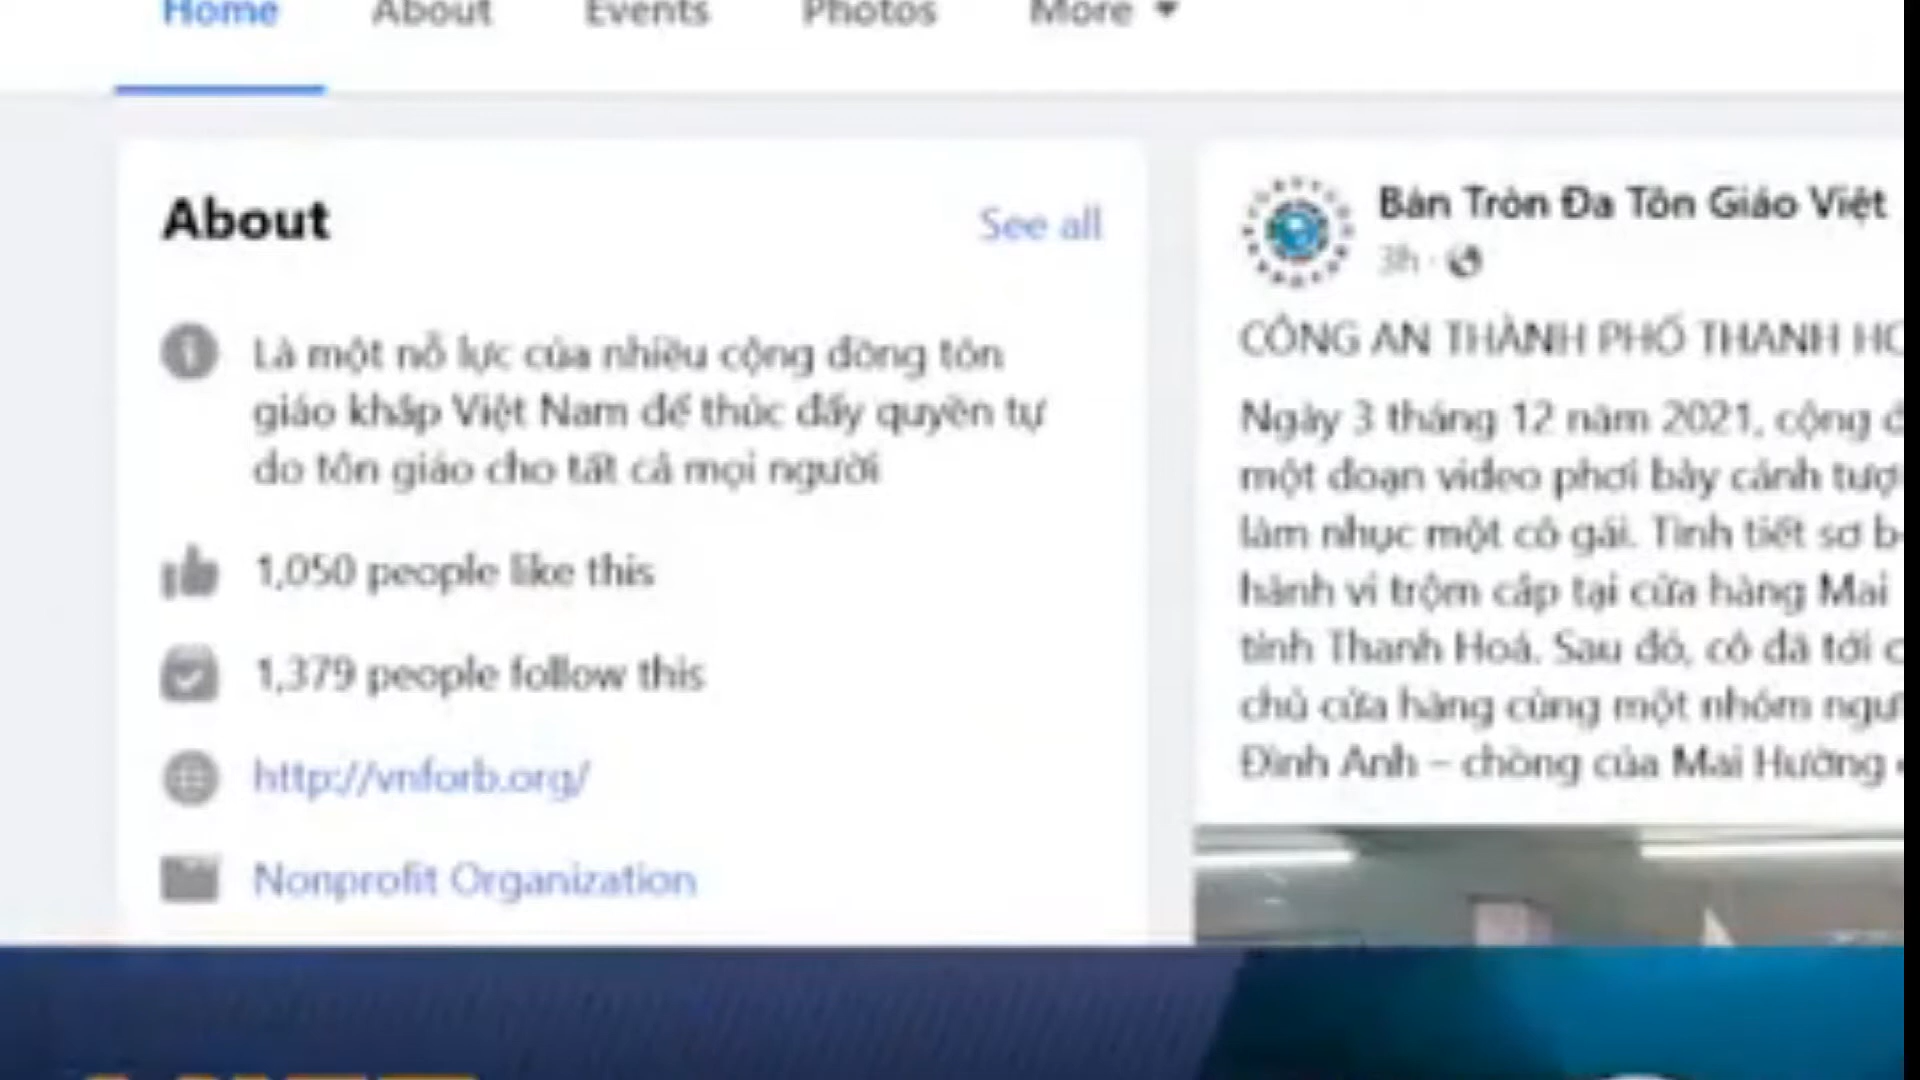 Home About Events Photos More
About
See all
Là một nỗ lực của nhiều cộng đồng tôn
giáo khắp Việt Nam để thúc đẩy quyền tự
do tôn giáo cho tất cả mọi người
1,050 people like this
1,379 people follow this
http://vnforb.org/
Nonprofit Organization
Bàn Tròn Đa Tôn Giáo Việt
3h ·
CÔNG AN THÀNH PHỐ THANH HO
Ngày 3 tháng 12 năm 2021, cộng đ
một đoạn video phơi bày cảnh tượ
làm nhục một cô gái. Tình tiết sơ b
hành vi trộm cắp tại cửa hàng Mai
tỉnh Thanh Hoá. Sau đó, cô đã tới c
chủ cửa hàng cùng một nhóm ngư
Đình Anh – chồng của Mai Hường